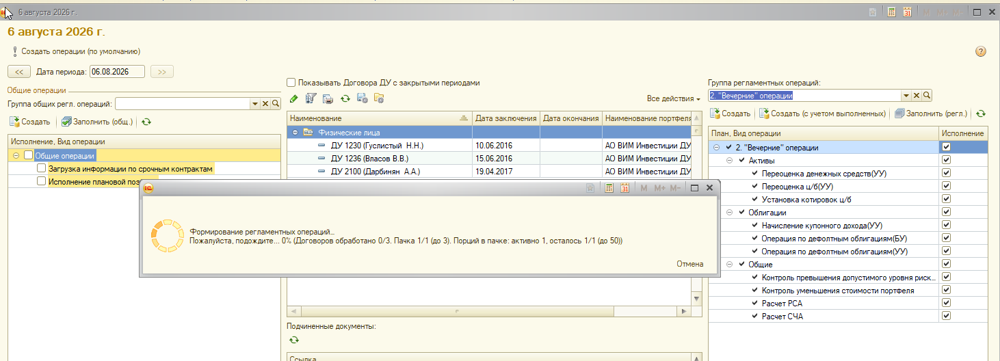 6 августа 2026 г.
M M+ M-
6 августа 2026 г.
Создать операции (по умолчанию)
<< Дата периода: 06.08.2026 >>
Общие операции
Группа общих регл. операций:
Создать Заполнить (общ.)
Исполнение, Вид операции
Общие операции
Загрузка информации по срочным контрактам
Исполнение плановой поз
Показывать Договора ДУ с закрытыми периодами
Все действия
Наименование Дата заключения Дата окончания Наименование портфеля
Физические лица
ДУ 1230 (Гуслистый Н.Н.) 10.06.2016 АО ВИМ Инвестиции ДУ
ДУ 1236 (Власов В.В.) 15.06.2016 АО ВИМ Инвестиции ДУ
ДУ 2100 (Дарбинян А.А.) 19.04.2017 АО ВИМ Инвестиции ДУ
1С M M+ M-
Формирование регламентных операций...
Пожалуйста, подождите... 0% (Договоров обработано 0/3. Пачка 1/1 (до 3). Порций в пачке: активно 1, осталось 1/1 (до 50))
Отмена
Подчиненные документы:
Ссылка
Группа регламентных операций:
2. "Вечерние" операции
Создать Создать (с учетом выполненных) Заполнить (регл.)
План, Вид операции Исполнение
2. "Вечерние" операции
Активы
Переоценка денежных средств(УУ)
Переоценка ц/б(УУ)
Установка котировок ц/б
Облигации
Начисление купонного дохода(УУ)
Операция по дефолтным облигациям(БУ)
Операция по дефолтным облигациям(УУ)
Общие
Контроль превышения допустимого уровня риск...
Контроль уменьшения стоимости портфеля
Расчет РСА
Расчет СЧА